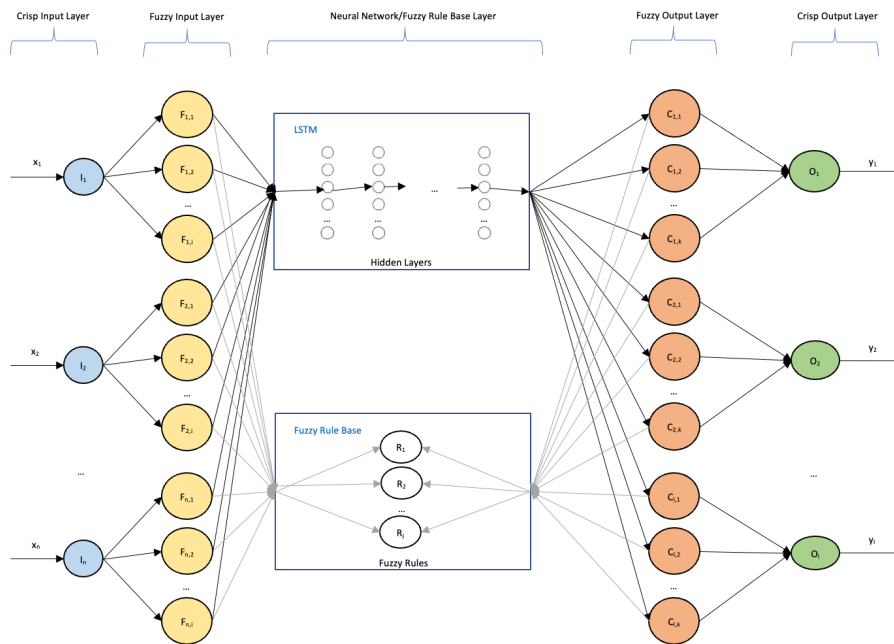 Crisp Input Layer
Fuzzy Input Layer
Neural Network/Fuzzy Rule Base Layer
Fuzzy Output Layer
Crisp Output Layer
x1
I1
F1,1
F1,2
...
F1,i
x2
I2
F2,1
F2,2
...
F2,i
...
xn
In
Fn,1
Fn,2
...
Fn,i
LSTM
...
...
...
...
Hidden Layers
Fuzzy Rule Base
R1
R2
...
Rj
Fuzzy Rules
C1,1
C1,2
...
C1,k
C2,1
C2,2
...
C2,k
Cl,1
Cl,2
...
Cl,k
O1
y1
O2
y2
...
Ol
yl